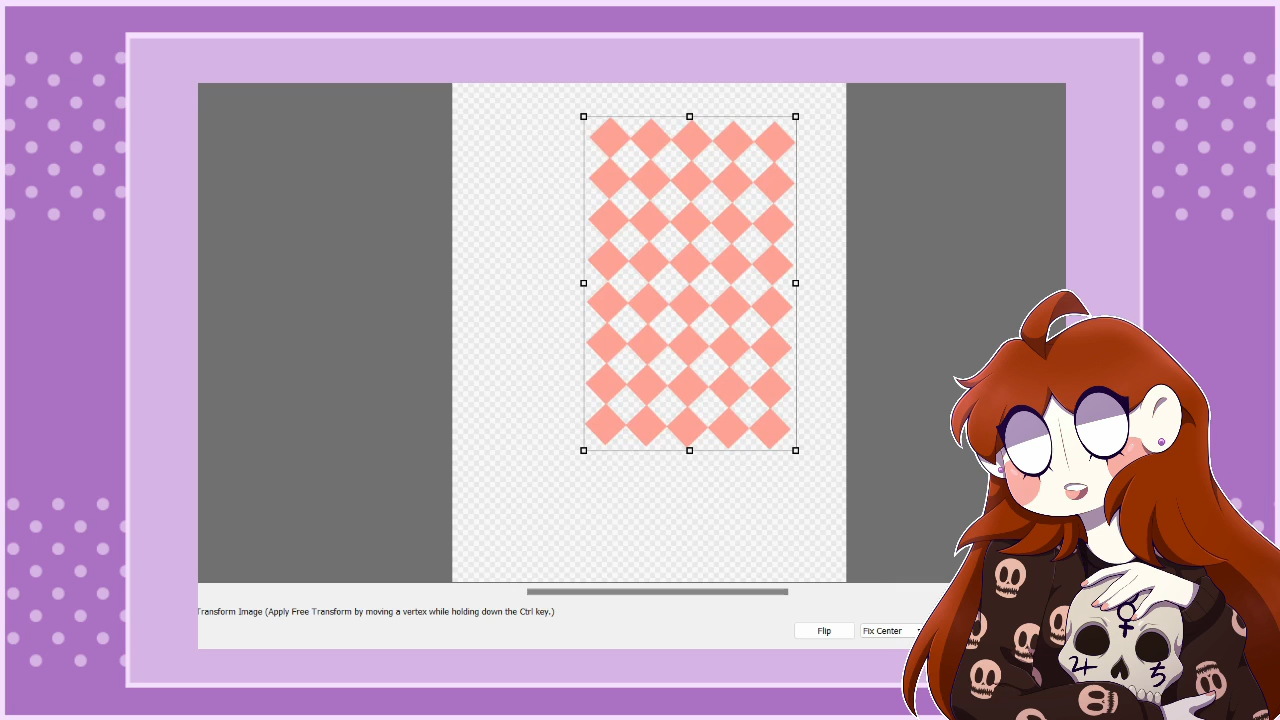 Transform Image (Apply Free Transform by moving a vertex while holding down the Ctrl key.)
Flip
Fix Center